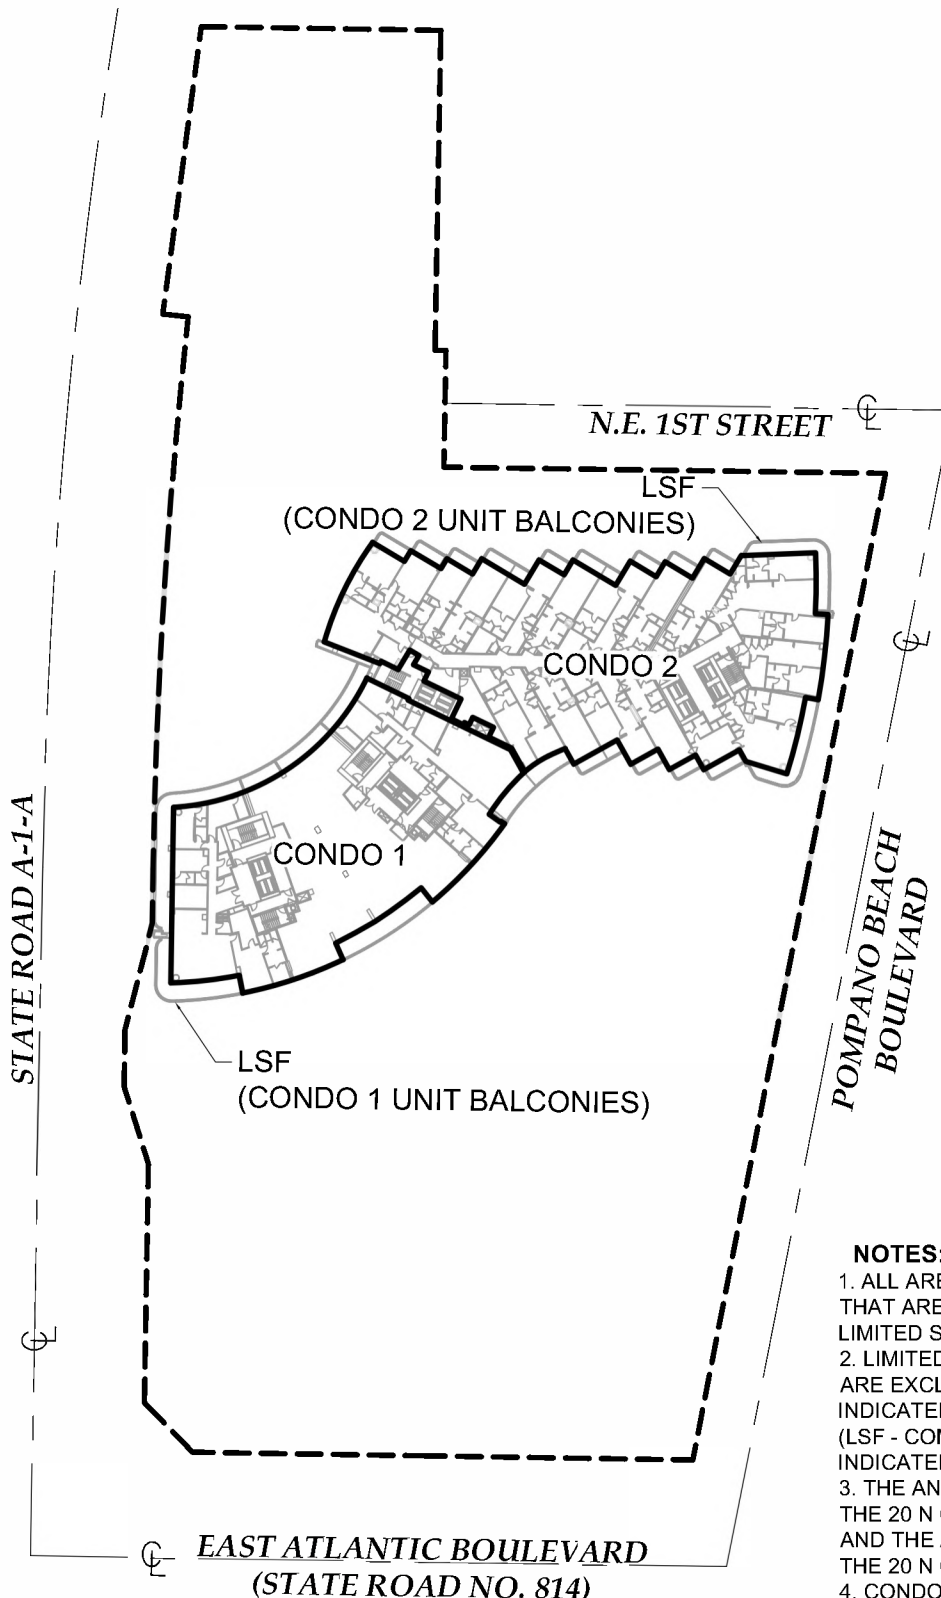 N.E. 1ST STREET
LSF
(CONDO 2 UNIT BALCONIES)
CONDO 2
CONDO 1
STATE ROAD A-1-A
POMPANO BEACH
BOULEVARD
LSF
(CONDO 1 UNIT BALCONIES)
NOTES:
1. ALL ARE
THAT ARE
LIMITED S
2. LIMITED
ARE EXCL
INDICATE
(LSF - CO
INDICATE
3. THE AN
THE 20 N
AND THE
THE 20 N
4. CONDO
EAST ATLANTIC BOULEVARD
(STATE ROAD NO. 814)